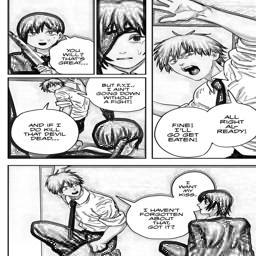 YOU
WILL?
THAT'S
GREAT...
BUT F.Y.I...
I AIN'T
GOING DOWN
WITHOUT
A FIGHT!
AND IF I
DO KILL
THAT DEVIL
DEAD...
ALL
RIGHT
AL-
READY!
FINE!
I'LL
GO GET
EATEN!
I WANT
MY
KISS.
I HAVEN'T
FORGOTTEN
ABOUT
THAT,
GOT IT?